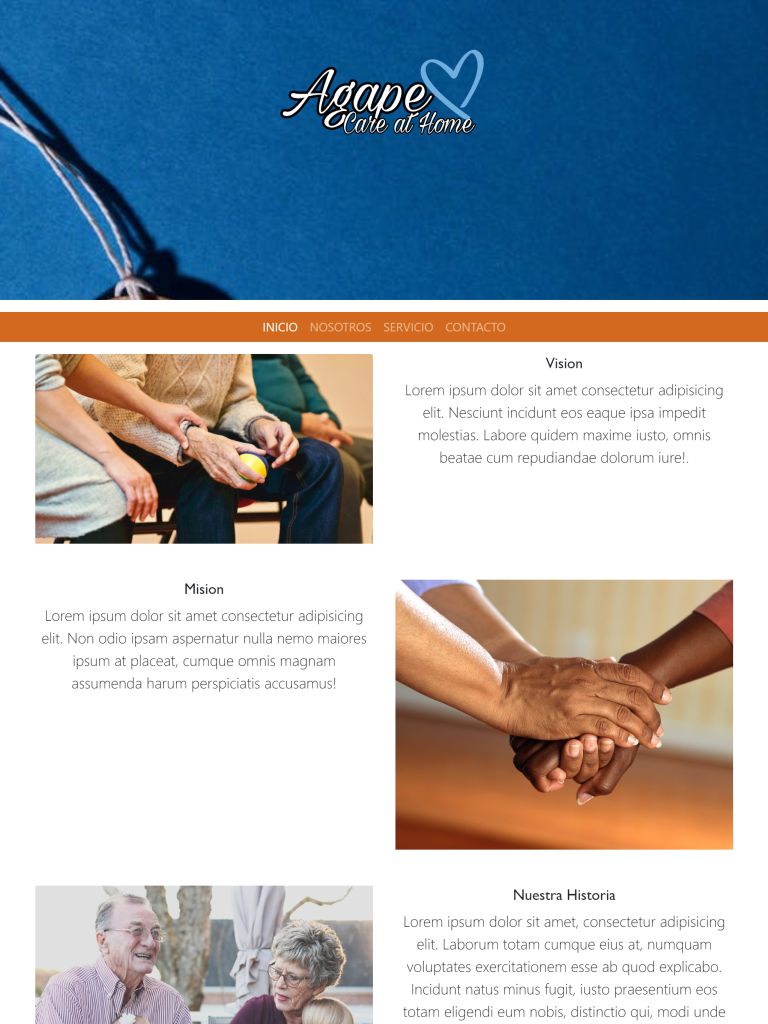 Agape
Care at Home
INICIO NOSOTROS SERVICIO CONTACTO
Vision
Lorem ipsum dolor sit amet consectetur adipisicing
elit. Nesciunt incidunt eos eaque ipsa impedit
molestias. Labore quidem maxime iusto, omnis
beatae cum repudiandae dolorum iure!.
Mision
Lorem ipsum dolor sit amet consectetur adipisicing
elit. Non odio ipsam aspernatur nulla nemo maiores
ipsum at placeat, cumque omnis magnam
assumenda harum perspiciatis accusamus!
Nuestra Historia
Lorem ipsum dolor sit amet, consectetur adipisicing
elit. Laborum totam cumque eius at, numquam
voluptates exercitationem esse ab quod explicabo.
Incidunt natus minus fugit, iusto praesentium eos
totam eligendi eum nobis, distinctio qui, modi unde